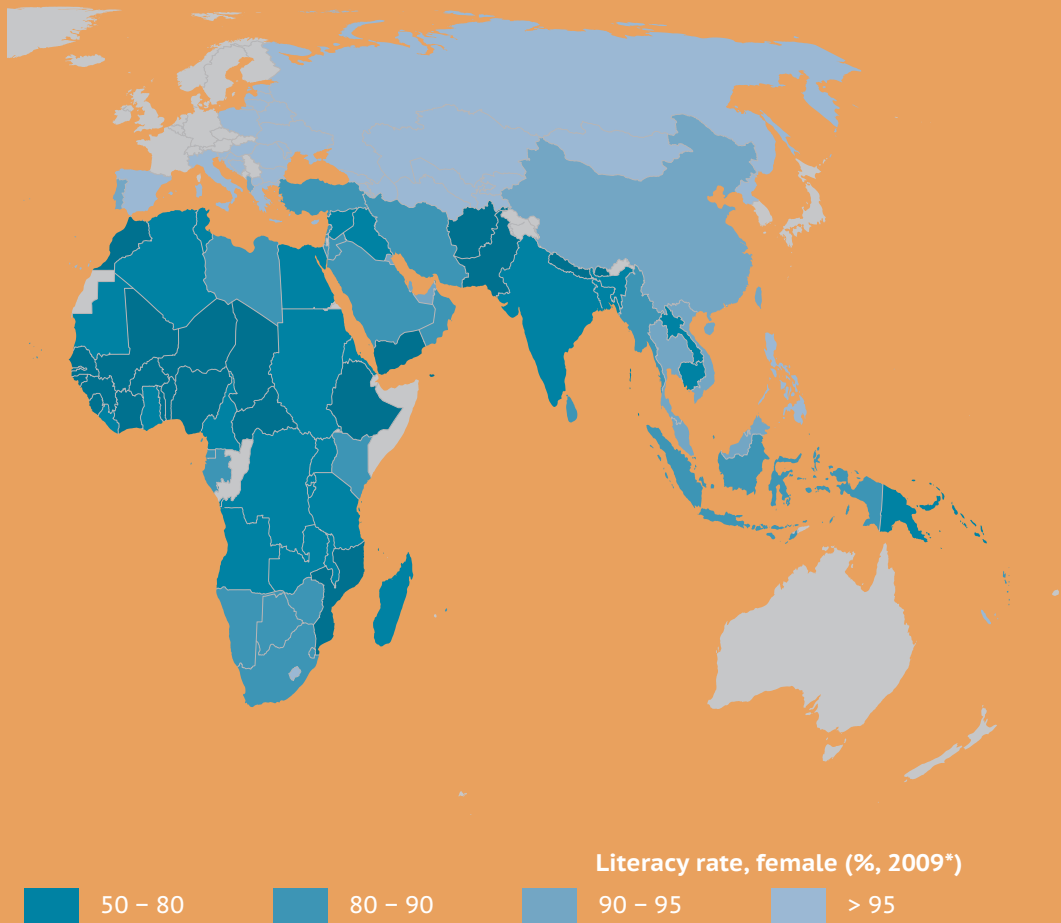 Literacy rate, female (%, 2009*)
50 – 80
80 – 90
90 – 95
> 95